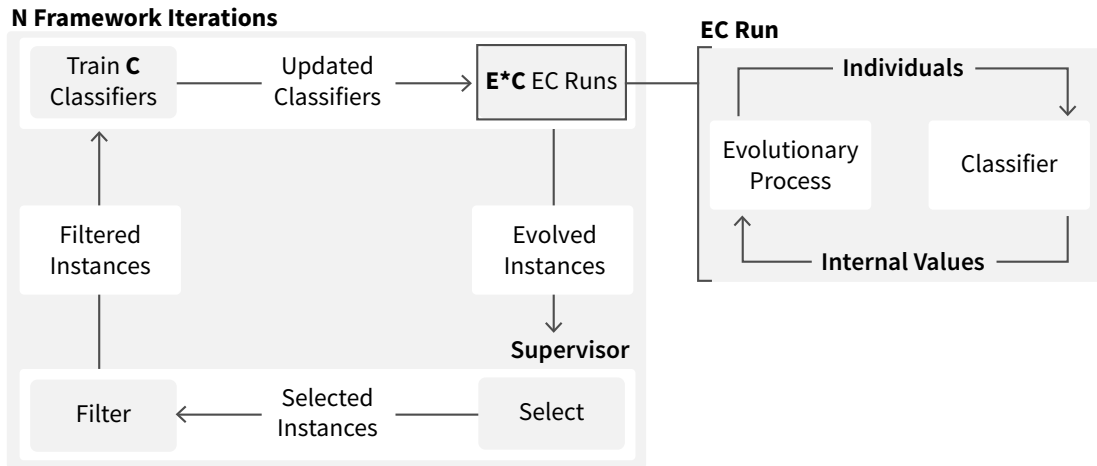 N Framework Iterations
Train C
Classifiers
Updated
Classifiers
E*C EC Runs
EC Run
Individuals
Evolutionary
Process
Classifier
Internal Values
Filtered
Instances
Evolved
Instances
Supervisor
Filter
Selected
Instances
Select